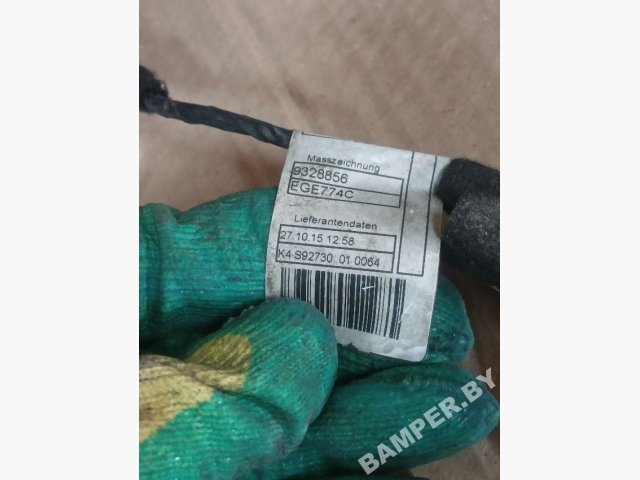 Masszeichnung
9328856
EGE774C
Lieferantendaten
27.10.15 12:58
K4 S92730 01 0064
BAMPER.BY